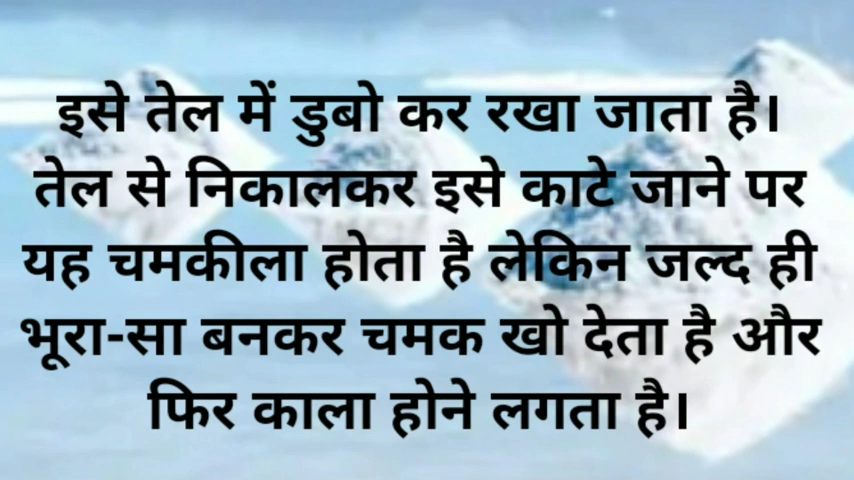 इसे तेल में डुबो कर रखा जाता है।
तेल से निकालकर इसे काटे जाने पर
यह चमकीला होता है लेकिन जल्द ही
भूरा-सा बनकर चमक खो देता है और
फिर काला होने लगता है।